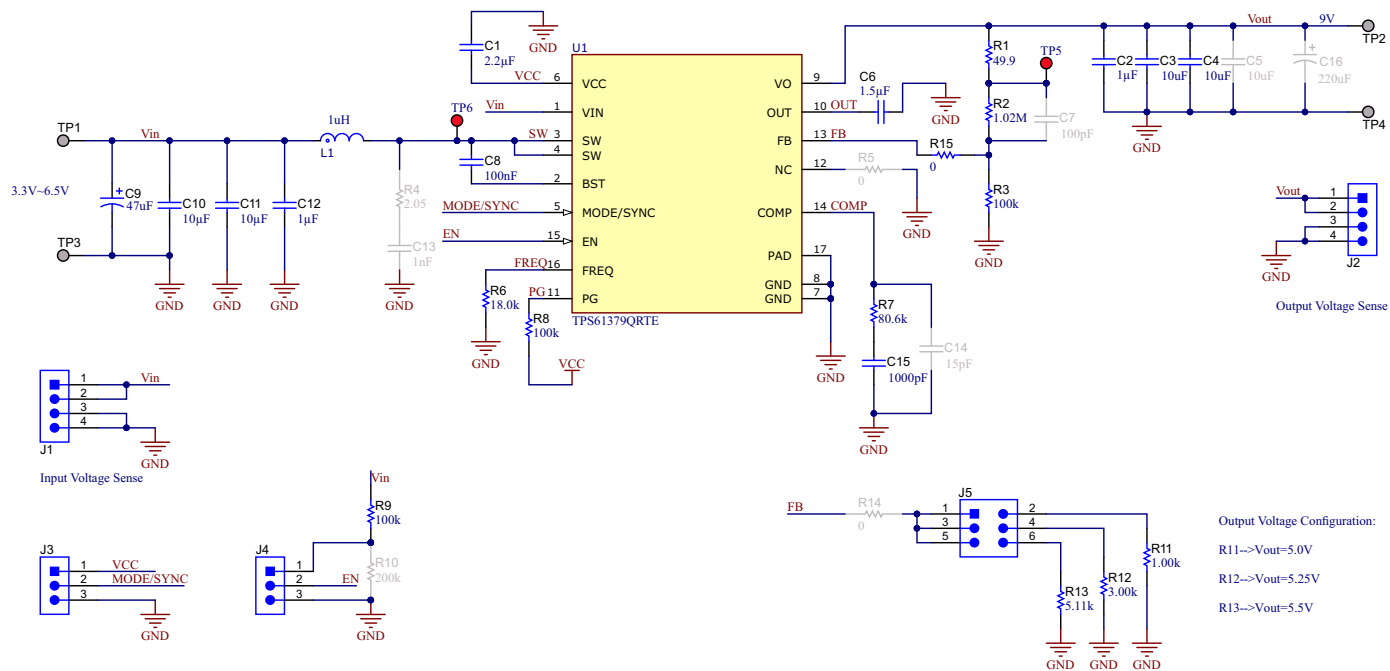 C1
2.2µF
GND
VCC
U1
6
VCC
Vin
1
VIN
TP6
SW
3
SW
4
SW
C8
100nF
2
BST
MODE/SYNC
5
MODE/SYNC
EN
15
EN
FREQ
16
FREQ
PG
11
PG
TPS61379QRTE
R6
18.0k
GND
R8
100k
VCC
VO
9
OUT
10
OUT
FB
13
FB
NC
12
COMP
14
COMP
PAD
17
GND
8
GND
7
GND
C6
1.5µF
GND
R15
0
R5
0
GND
R1
49.9
TP5
R2
1.02M
C7
100pF
R3
100k
GND
R7
80.6k
C15
1000pF
C14
15pF
GND
Vout
9V
TP2
C2
1µF
C3
10uF
C4
10uF
C5
10uF
C16
220uF
TP4
GND
TP1
Vin
1uH
L1
3.3V~6.5V
C9
47uF
C10
10µF
C11
10µF
C12
1µF
R4
2.05
C13
1nF
TP3
GND
GND
GND
GND
Vout
1
2
3
4
J2
GND
Output Voltage Sense
1
Vin
2
3
4
J1
GND
Input Voltage Sense
J3
1
VCC
2
MODE/SYNC
3
GND
Vin
R9
100k
J4
1
2
EN
3
R10
200k
GND
FB
R14
0
J5
1
2
3
4
5
6
R11
1.00k
R12
3.00k
R13
5.11k
GND
GND
GND
Output Voltage Configuration:
R11-->Vout=5.0V
R12-->Vout=5.25V
R13-->Vout=5.5V